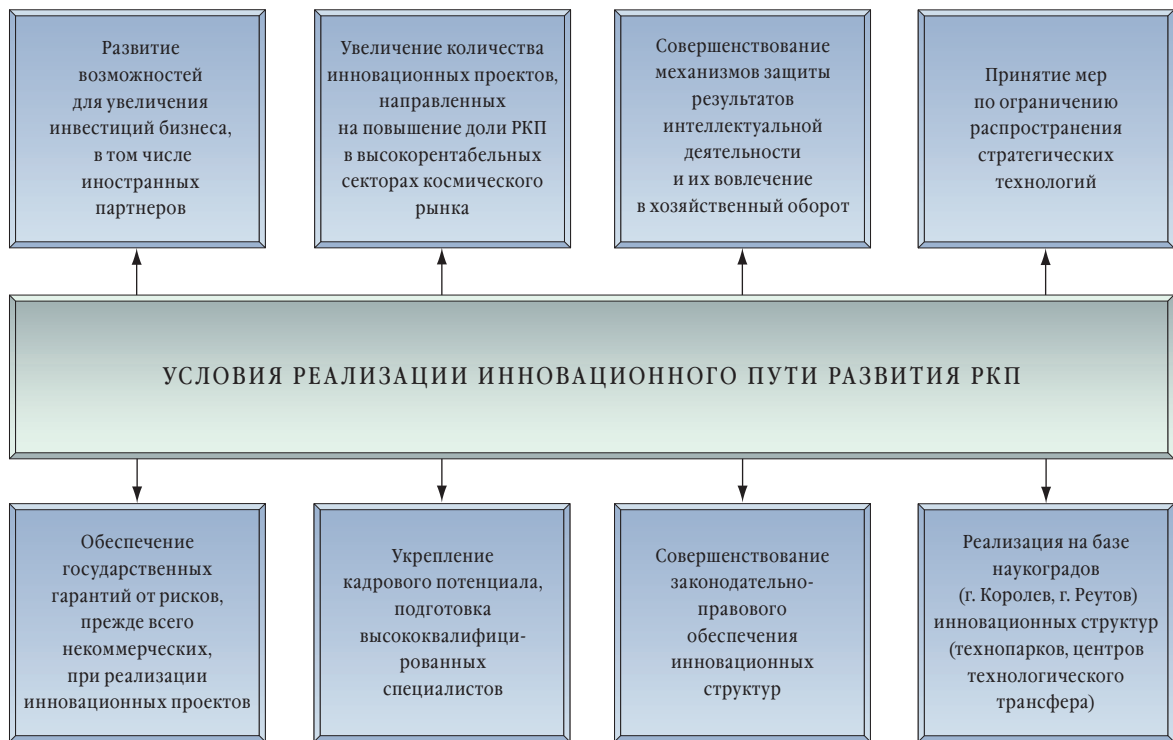 Развитие
возможностей
для увеличения
инвестиций бизнеса,
в том числе
иностранных
партнеров
Увеличение количества
инновационных проектов,
направленных
на повышение доли РКП
в высокорентабельных
секторах космического
рынка
Совершенствование
механизмов защиты
результатов
интеллектуальной
деятельности
и их вовлечение
в хозяйственный оборот
Принятие мер
по ограничению
распространения
стратегических
технологий
УСЛОВИЯ РЕАЛИЗАЦИИ ИННОВАЦИОННОГО ПУТИ РАЗВИТИЯ РКП
Обеспечение
государственных
гарантий от рисков,
прежде всего
некоммерческих,
при реализации
инновационных проектов
Укрепление
кадрового потенциала,
подготовка
высококвалифици-
рованных
специалистов
Совершенствование
законодательно-
правового
обеспечения
инновационных
структур
Реализация на базе
наукоградов
(г. Королев, г. Реутов)
инновационных структур
(технопарков, центров
технологического
трансфера)